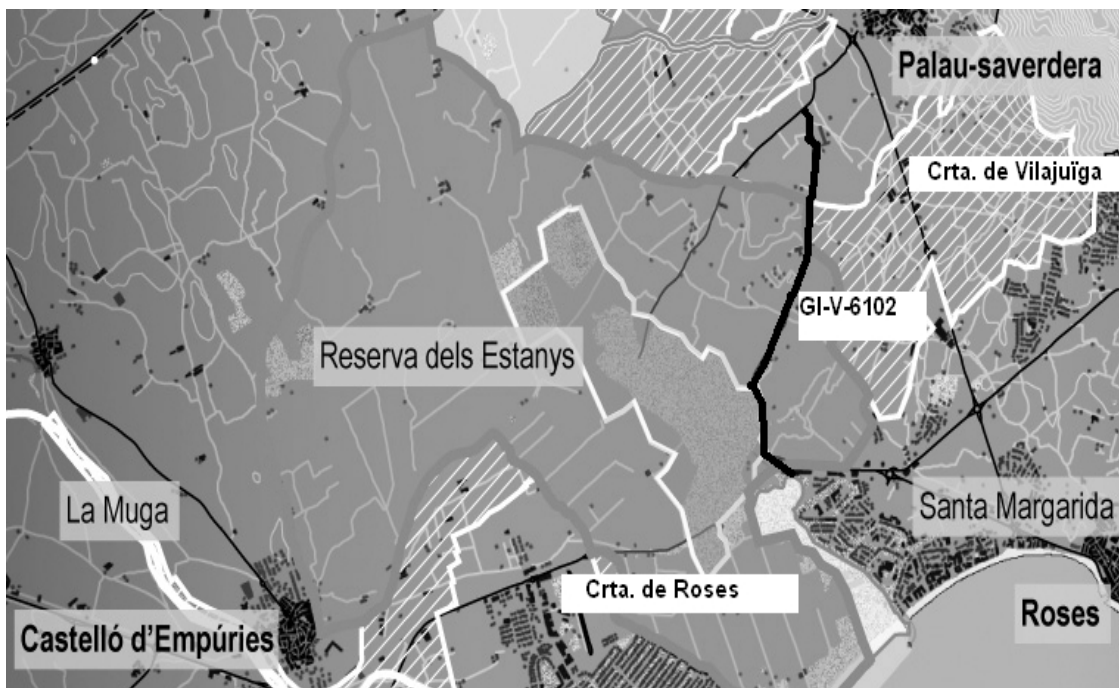 Palau-saverdera
Crta. de Vilajuïga
GI-V-6102
Reserva dels Estanys
La Muga
Santa Margarida
Crta. de Roses
Roses
Castelló d'Empúries